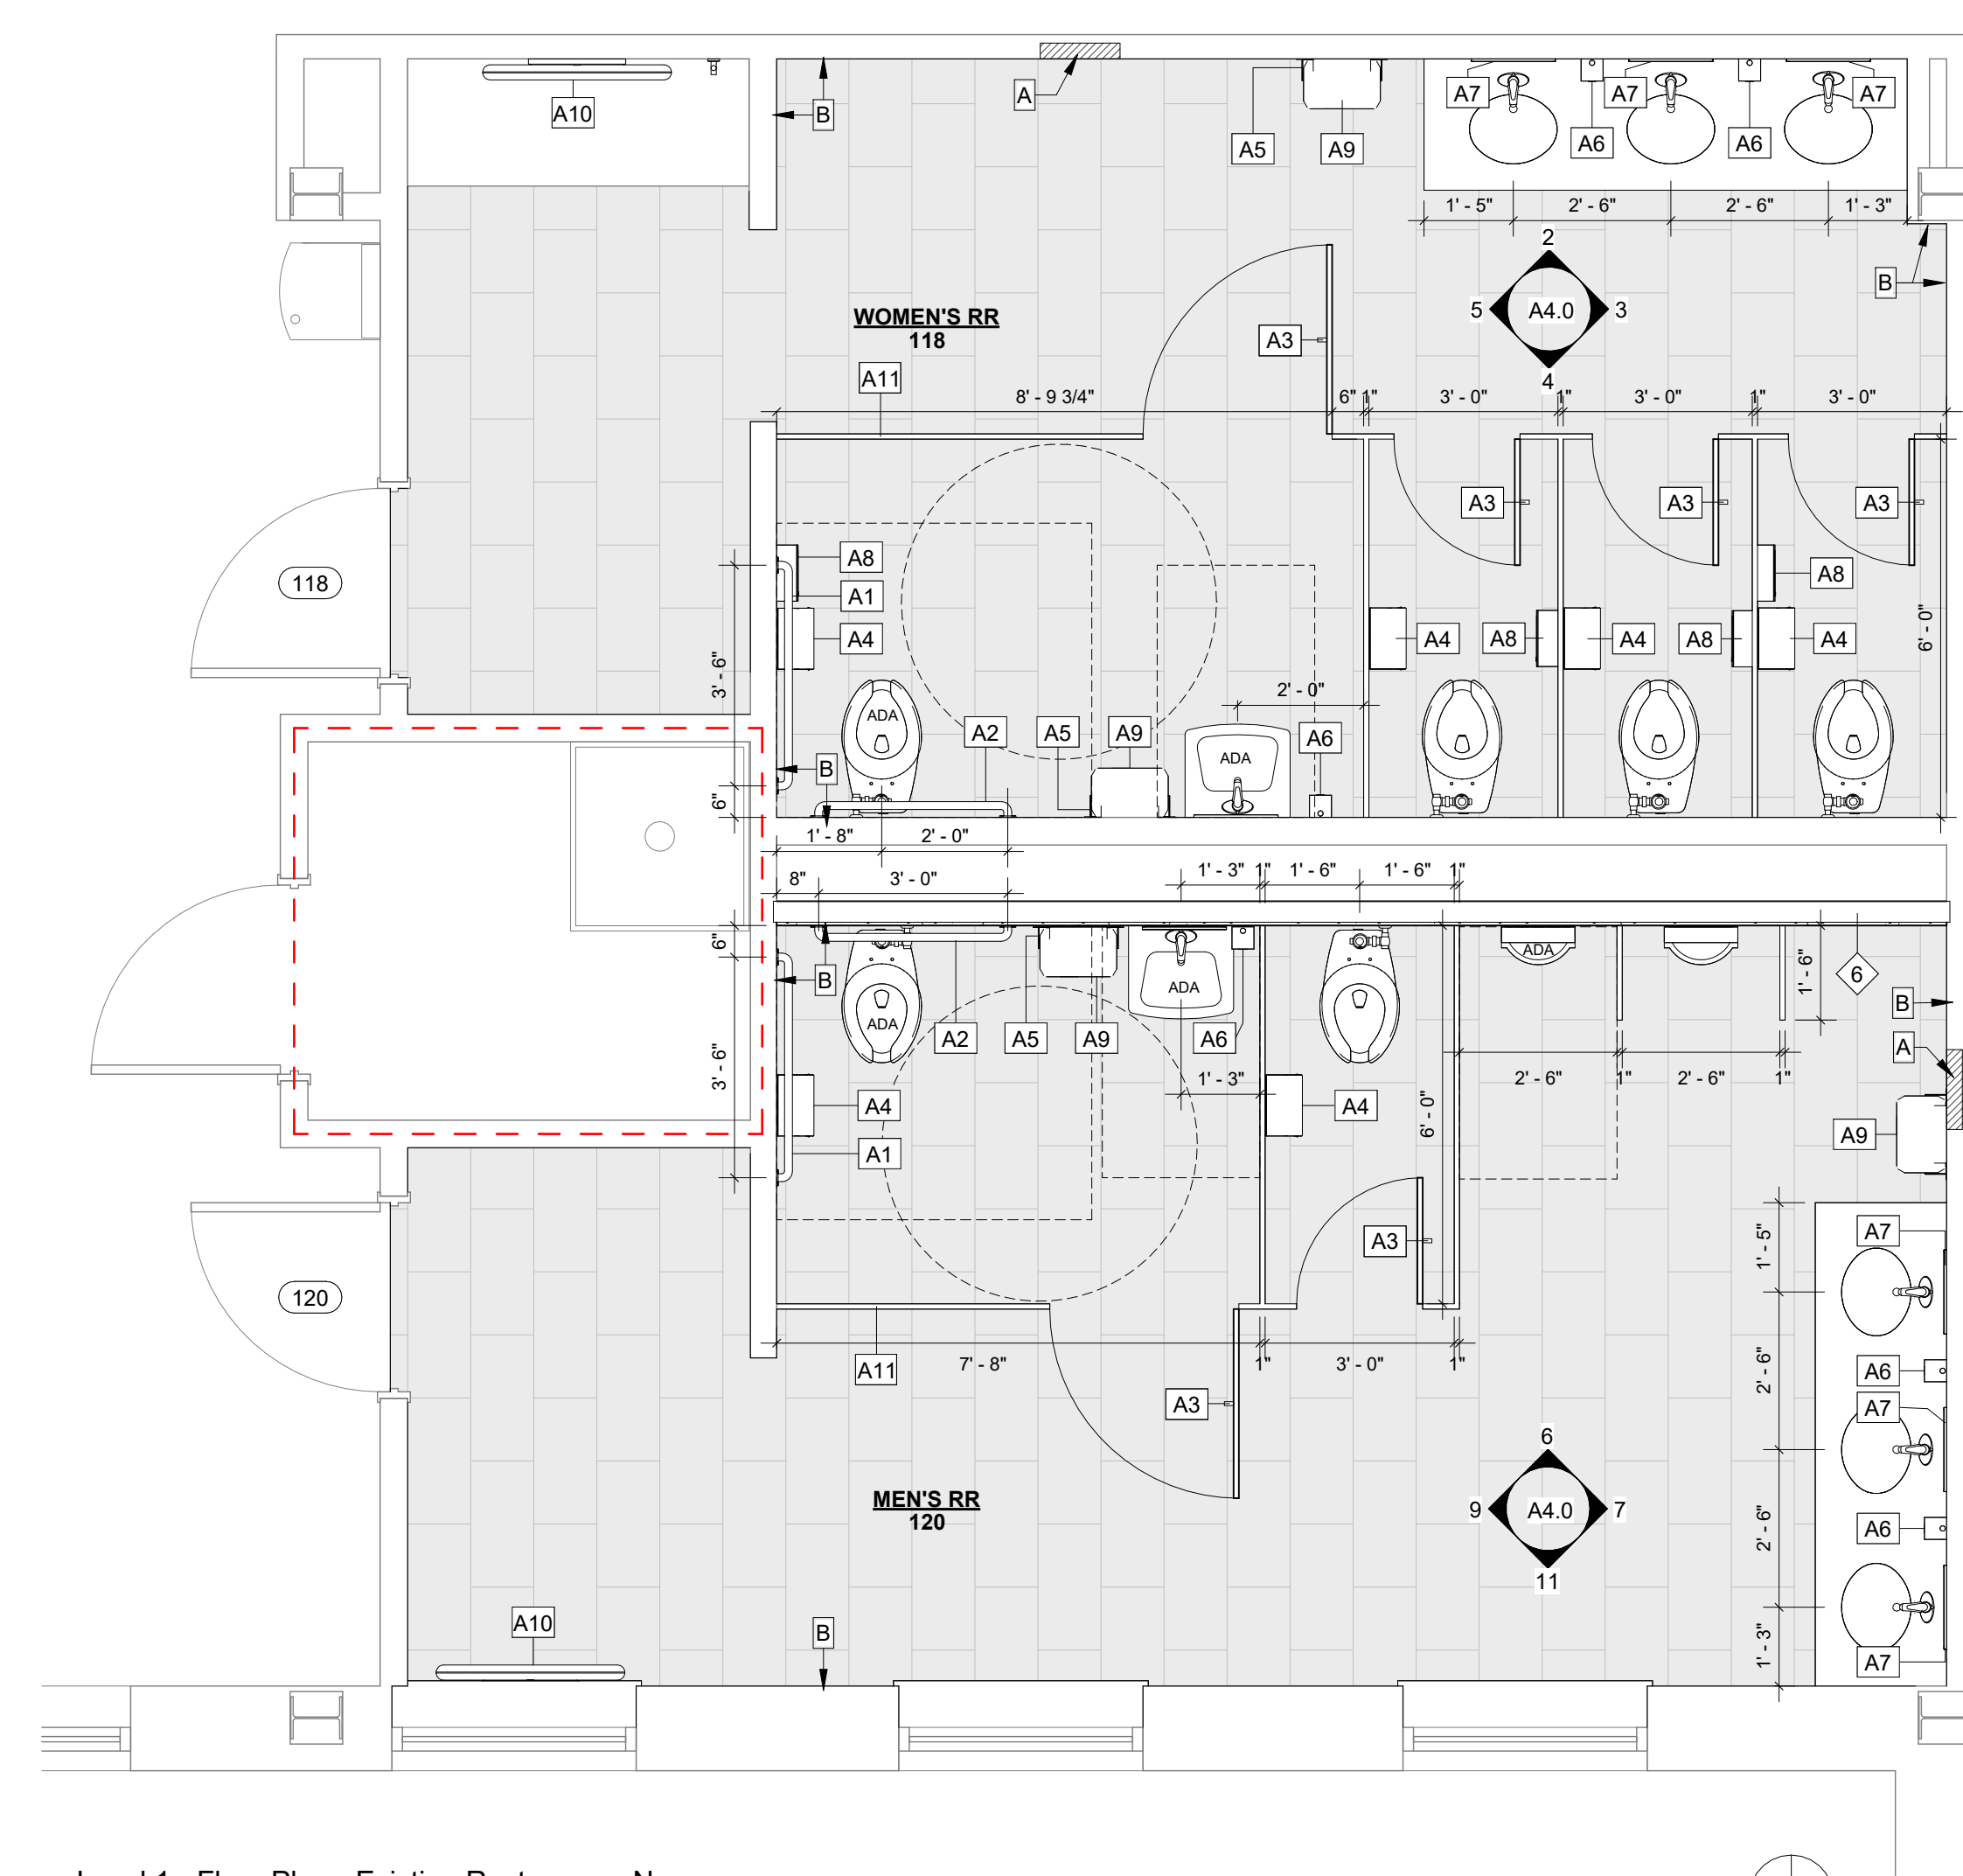 A10
B
A
A5
A9
A7
A7
A7
A6
A6
1' - 5"
2' - 6"
2' - 6"
1' - 3"
2
5
A4.0
3
4
B
WOMEN'S RR
118
A3
A11
8' - 9 3/4"
6"
1"
3' - 0"
1"
3' - 0"
1"
3' - 0"
A3
A3
A3
A8
A1
A4
A8
A4
A8
A4
A8
A4
6' - 0"
118
3' - 6"
2' - 0"
ADA
A2
A5
A9
A6
ADA
B
6"
1' - 8"
2' - 0"
8"
3' - 0"
1' - 3"
1"
1' - 6"
1' - 6"
1"
6"
B
ADA
ADA
ADA
1' - 6"
6
B
A2
A5
A9
A6
A
3' - 6"
1' - 3"
2' - 6"
1"
2' - 6"
1"
A4
A4
6' - 0"
A9
A1
A3
1' - 5"
A7
120
7' - 8"
1"
3' - 0"
1"
A11
2' - 6"
A6
A3
A7
MEN'S RR
120
6
9
A4.0
7
11
2' - 6"
A6
A10
B
1' - 3"
A7